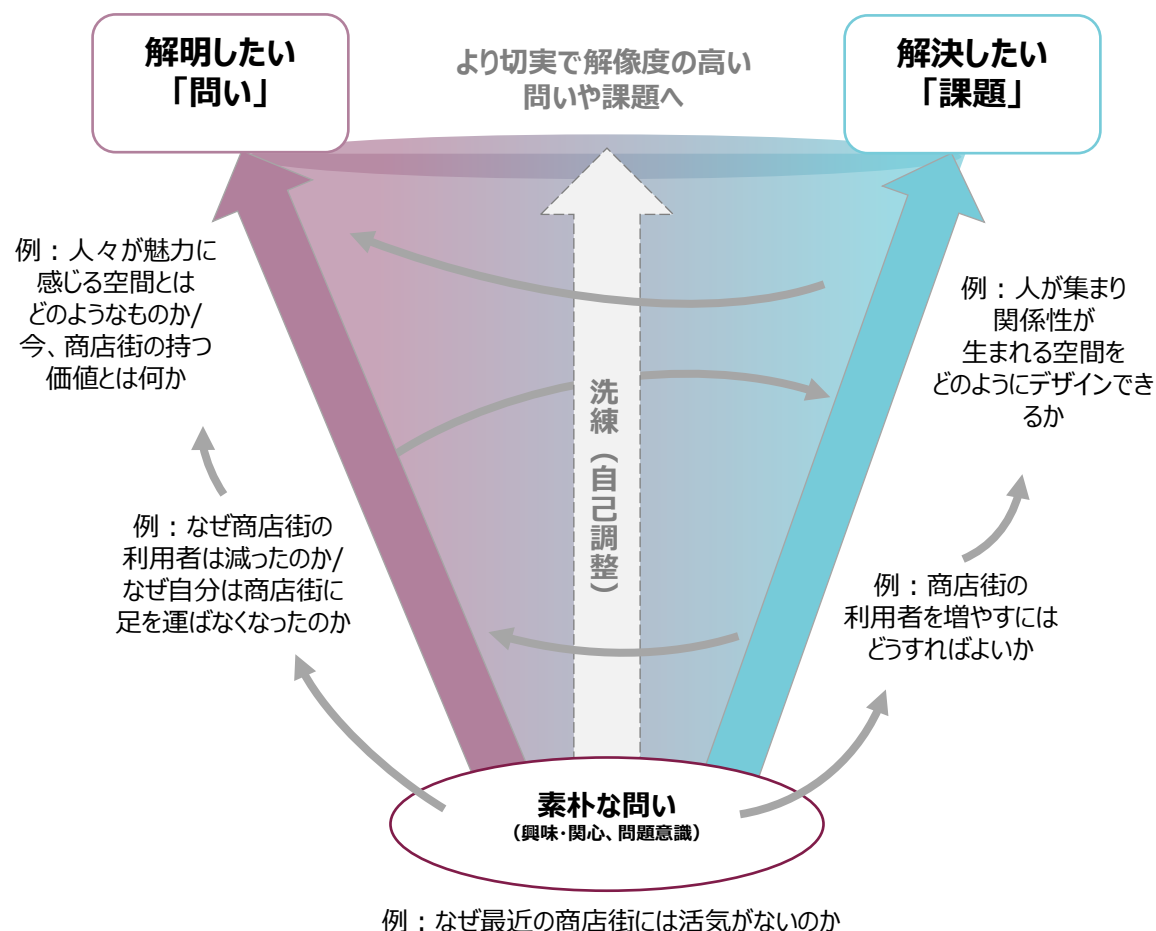 解明したい
「問い」
より切実で解像度の高い
問いや課題へ
解決したい
「課題」
例：人々が魅力に
感じる空間とは
どのようなものか/
今、商店街の持つ
価値とは何か
例：人が集まり
関係性が
生まれる空間を
どのようにデザインでき
るか
洗練（自己調整）
例：なぜ商店街の
利用者は減ったのか/
なぜ自分は商店街に
足を運ばなくなったのか
例：商店街の
利用者を増やすには
どうすればよいか
素朴な問い
（興味・関心、問題意識）
例：なぜ最近の商店街には活気がないのか